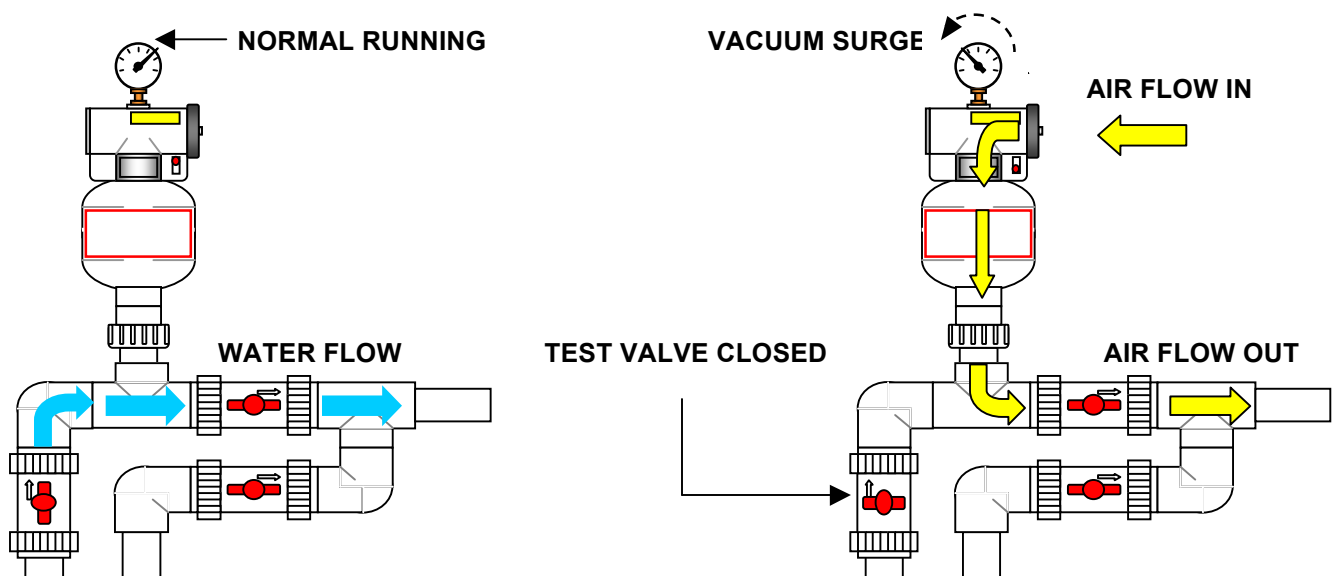 NORMAL RUNNING
VACUUM SURGE
AIR FLOW IN
WATER FLOW
TEST VALVE CLOSED
AIR FLOW OUT